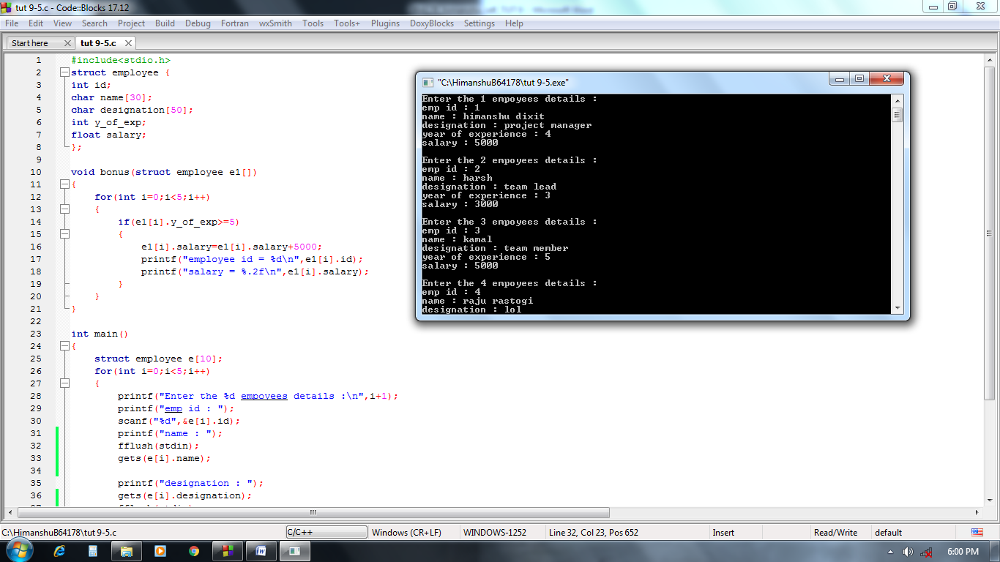 tut 9-5.c - Code::Blocks 17.12
File Edit View Search Project Build Debug Fortran wxSmith Tools Tools+ Plugins DoxyBlocks Settings Help
Start here tut 9-5.c
1 #include<stdio.h>
2 struct employee {
3 int id;
4 char name[30];
5 char designation[50];
6 int y_of_exp;
7 float salary;
8 };
9
10 void bonus(struct employee e1[])
11 {
12 for(int i=0;i<5;i++)
13 {
14 if(e1[i].y_of_exp>=5)
15 {
16 e1[i].salary=e1[i].salary+5000;
17 printf("employee id = %d\n",e1[i].id);
18 printf("salary = %.2f\n",e1[i].salary);
19 }
20 }
21 }
22
23 int main()
24 {
25 struct employee e[10];
26 for(int i=0;i<5;i++)
27 {
28 printf("Enter the %d empoyees details :\n",i+1);
29 printf("emp id : ");
30 scanf("%d",&e[i].id);
31 printf("name : ");
32 fflush(stdin);
33 gets(e[i].name);
34
35 printf("designation : ");
36 gets(e[i].designation);
"C:\HimanshuB64178\tut 9-5.exe"
Enter the 1 empoyees details :
emp id : 1
name : himanshu dixit
designation : project manager
year of experience : 4
salary : 5000
Enter the 2 empoyees details :
emp id : 2
name : harsh
designation : team lead
year of experience : 3
salary : 3000
Enter the 3 empoyees details :
emp id : 3
name : kamal
designation : team member
year of experience : 5
salary : 5000
Enter the 4 empoyees details :
emp id : 4
name : raju rastogi
designation : lol
C:\HimanshuB64178\tut 9-5.c C/C++ Windows (CR+LF) WINDOWS-1252 Line 32, Col 23, Pos 652 Insert Read/Write default
6:00 PM